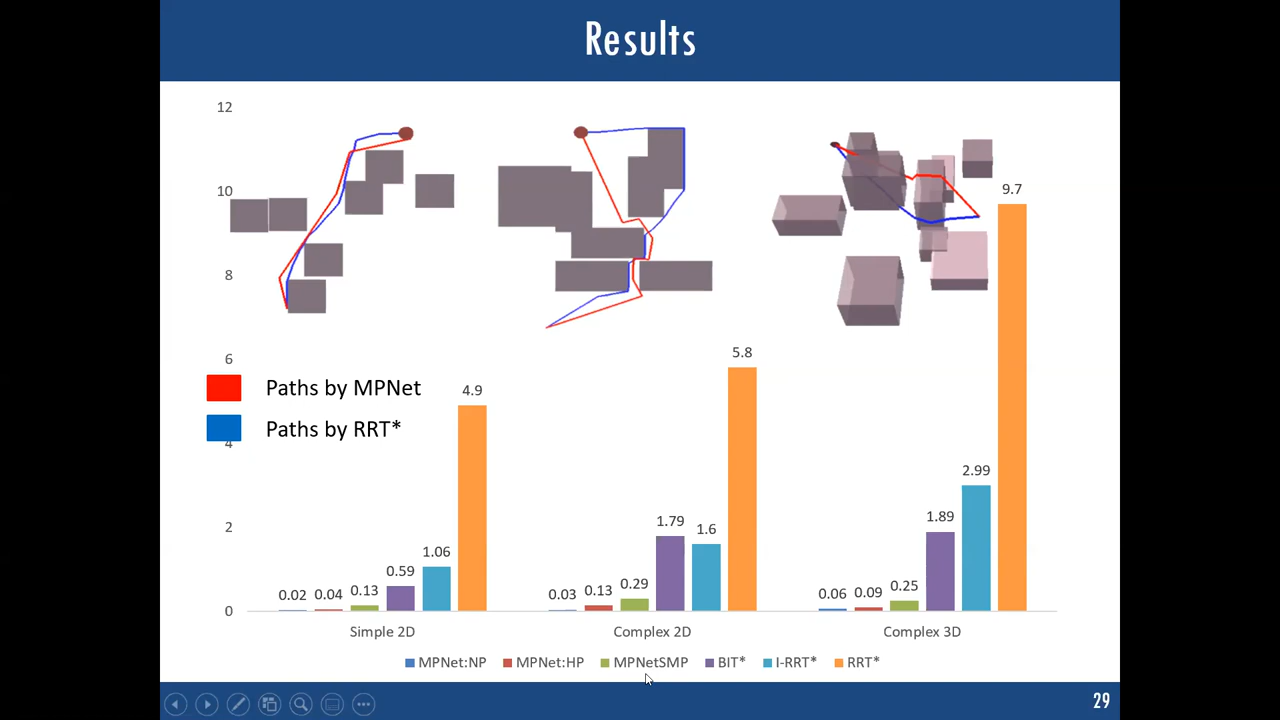 Results
12
10
8
6
4
2
0
Paths by MPNet
Paths by RRT*
0.02 0.04 0.13 0.59 1.06 4.9
0.03 0.13 0.29 1.79 1.6 5.8
0.06 0.09 0.25 1.89 2.99 9.7
Simple 2D Complex 2D Complex 3D
MPNet:NP MPNet:HP MPNetSMP BIT* I-RRT* RRT*
29